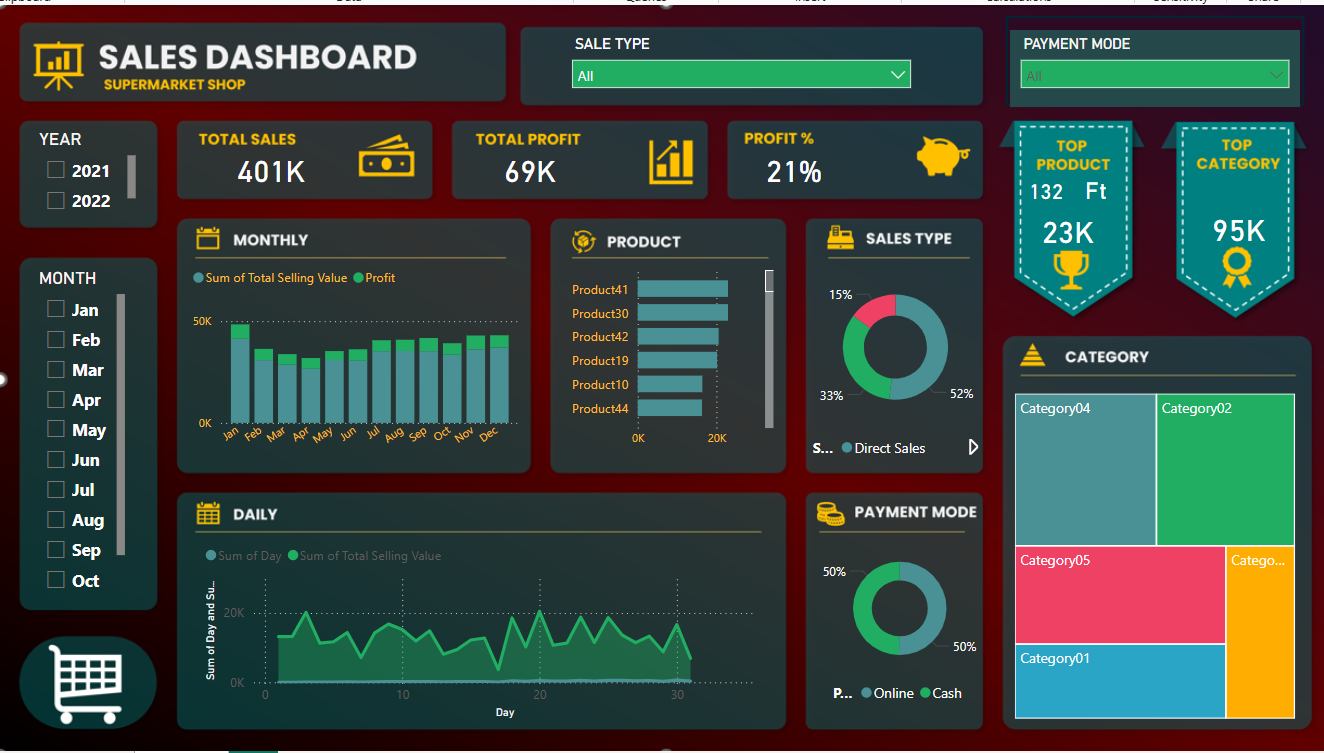 SALES DASHBOARD
SUPERMARKET SHOP
SALE TYPE
All
PAYMENT MODE
All
YEAR
2021
2022
TOTAL SALES
401K
TOTAL PROFIT
69K
PROFIT %
21%
TOP
PRODUCT
132 Ft
23K
TOP
CATEGORY
95K
MONTH
Jan
Feb
Mar
Apr
May
Jun
Jul
Aug
Sep
Oct
MONTHLY
Sum of Total Selling Value Profit
50K
0K
Jan Feb Mar Apr May Jun Jul Aug Sep Oct Nov Dec
PRODUCT
Product41
Product30
Product42
Product19
Product10
Product44
0K 20K
SALES TYPE
15%
33%
52%
S... Direct Sales
CATEGORY
Category04
Category02
Category05
Catego...
Category01
DAILY
Sum of Day Sum of Total Selling Value
Sum of Day and Su...
20K
0K
0 10 20 30
Day
PAYMENT MODE
50%
50%
P... Online Cash